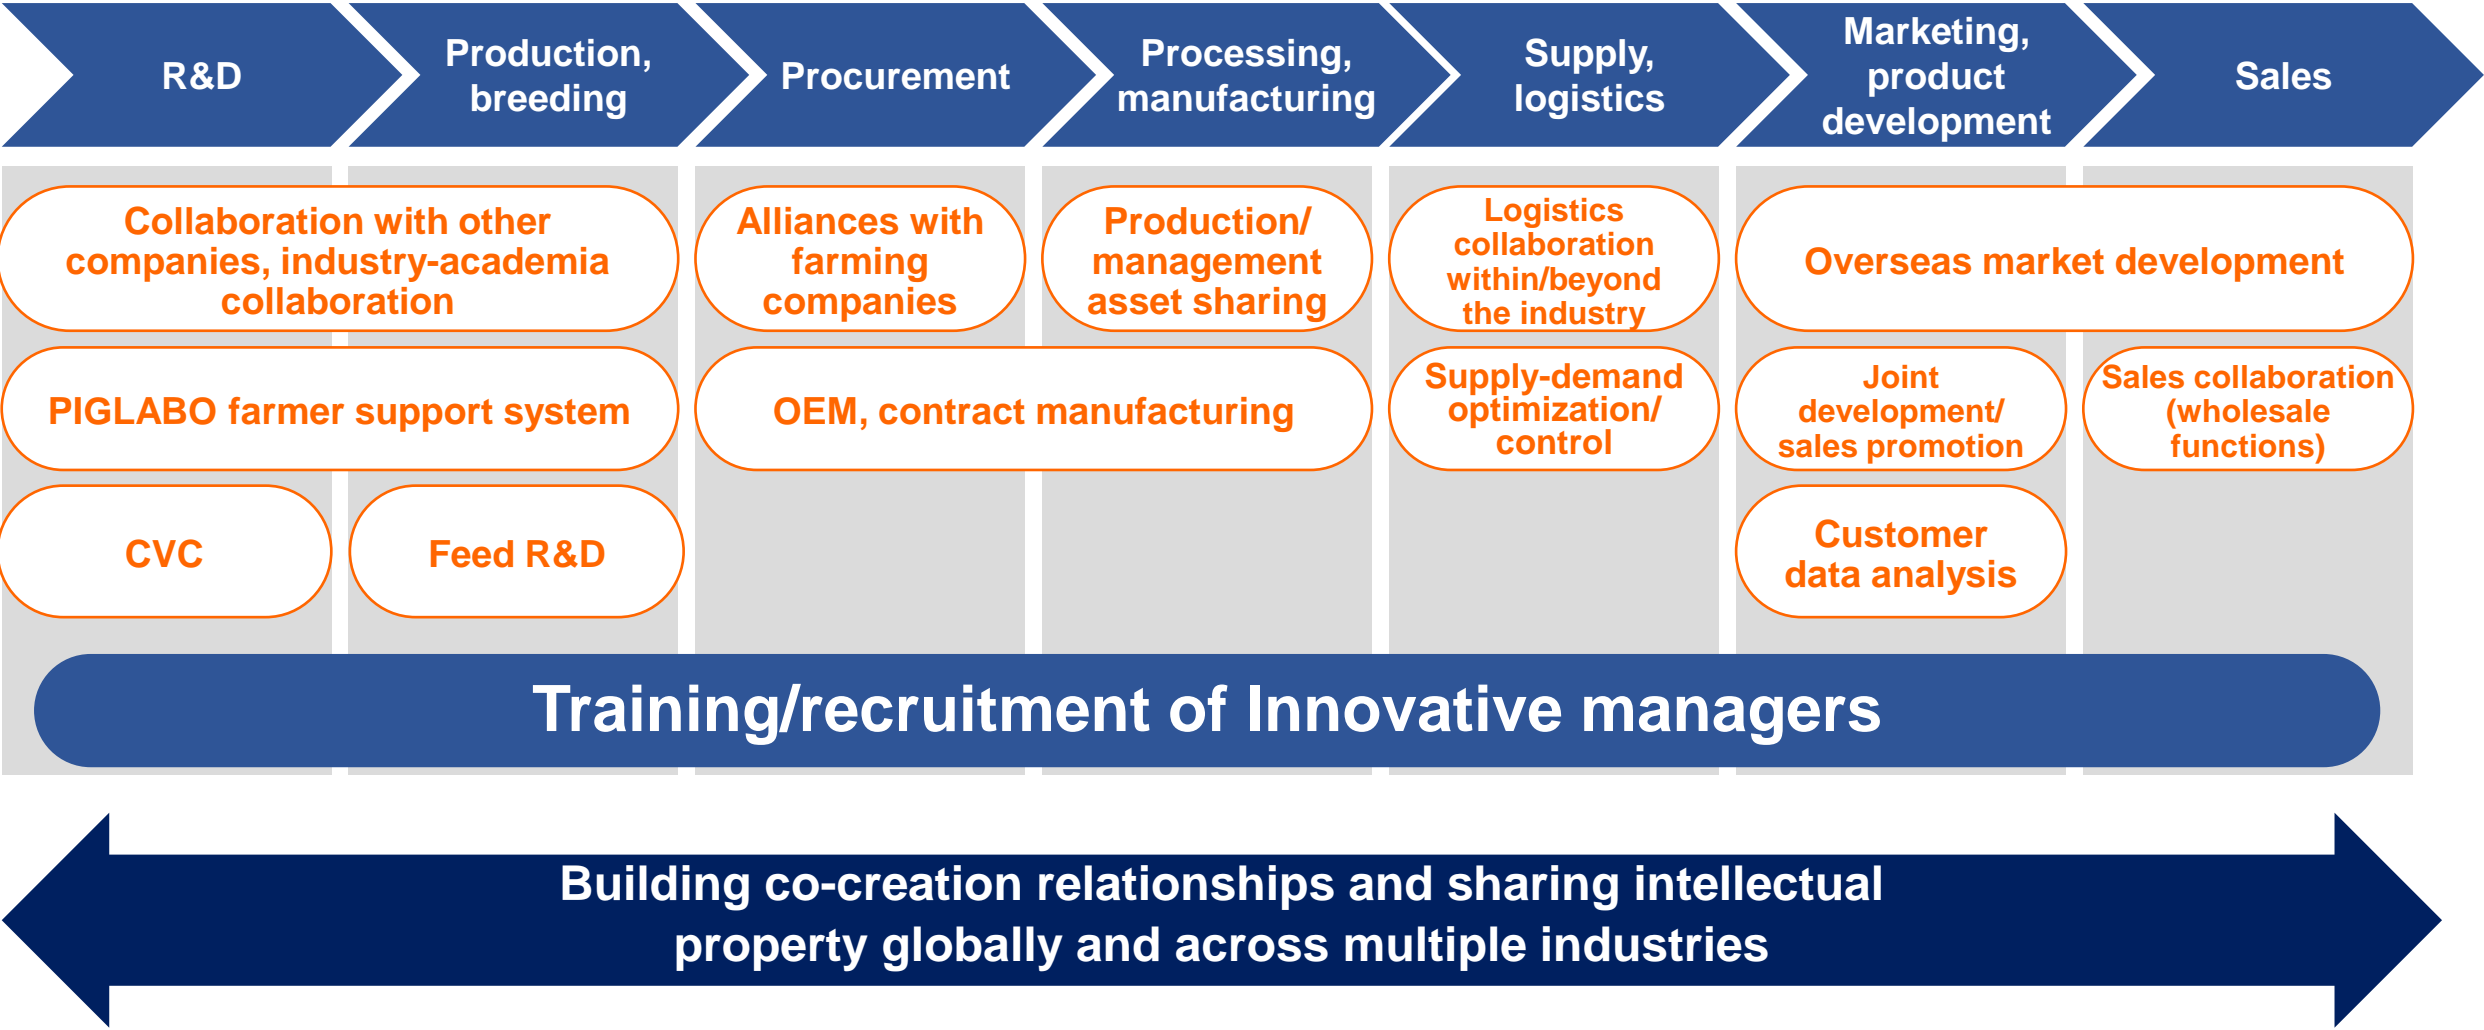 R&D
Production,
breeding
Procurement
Processing,
manufacturing
Supply,
logistics
Marketing,
product
development
Sales
Collaboration with other
companies, industry-academia
collaboration
Alliances with
farming
companies
Production/
management
asset sharing
Logistics
collaboration
within/beyond
the industry
Overseas market development
PIGLABO farmer support system
OEM, contract manufacturing
Supply-demand
optimization/
control
Joint
development/
sales promotion
Sales collaboration
(wholesale
functions)
CVC
Feed R&D
Customer
data analysis
Training/recruitment of Innovative managers
Building co-creation relationships and sharing intellectual
property globally and across multiple industries